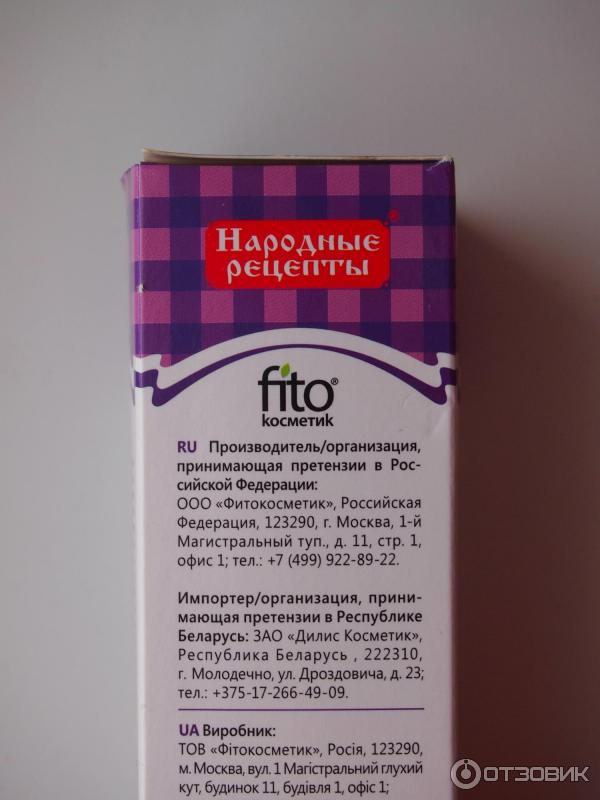 Народные
рецепты®
fito®
косметик
RU Производитель/организация,
принимающая претензии в Рос-
сийской Федерации:
ООО «Фитокосметик», Российская
Федерация, 123290, г. Москва, 1-й
Магистральный туп., д. 11, стр. 1,
офис 1; тел.: +7 (499) 922-89-22.
Импортер/организация, прини-
мающая претензии в Республике
Беларусь: ЗАО «Дилис Косметик»,
Республика Беларусь , 222310,
г. Молодечно, ул. Дроздовича, д. 23;
тел.: +375-17-266-49-09.
UA Виробник:
ТОВ «Фітокосметик», Росія, 123290,
м. Москва, вул. 1 Магістральний глухий
кут, будинок 11, будівля 1, офіс 1;
ОТЗОВИК